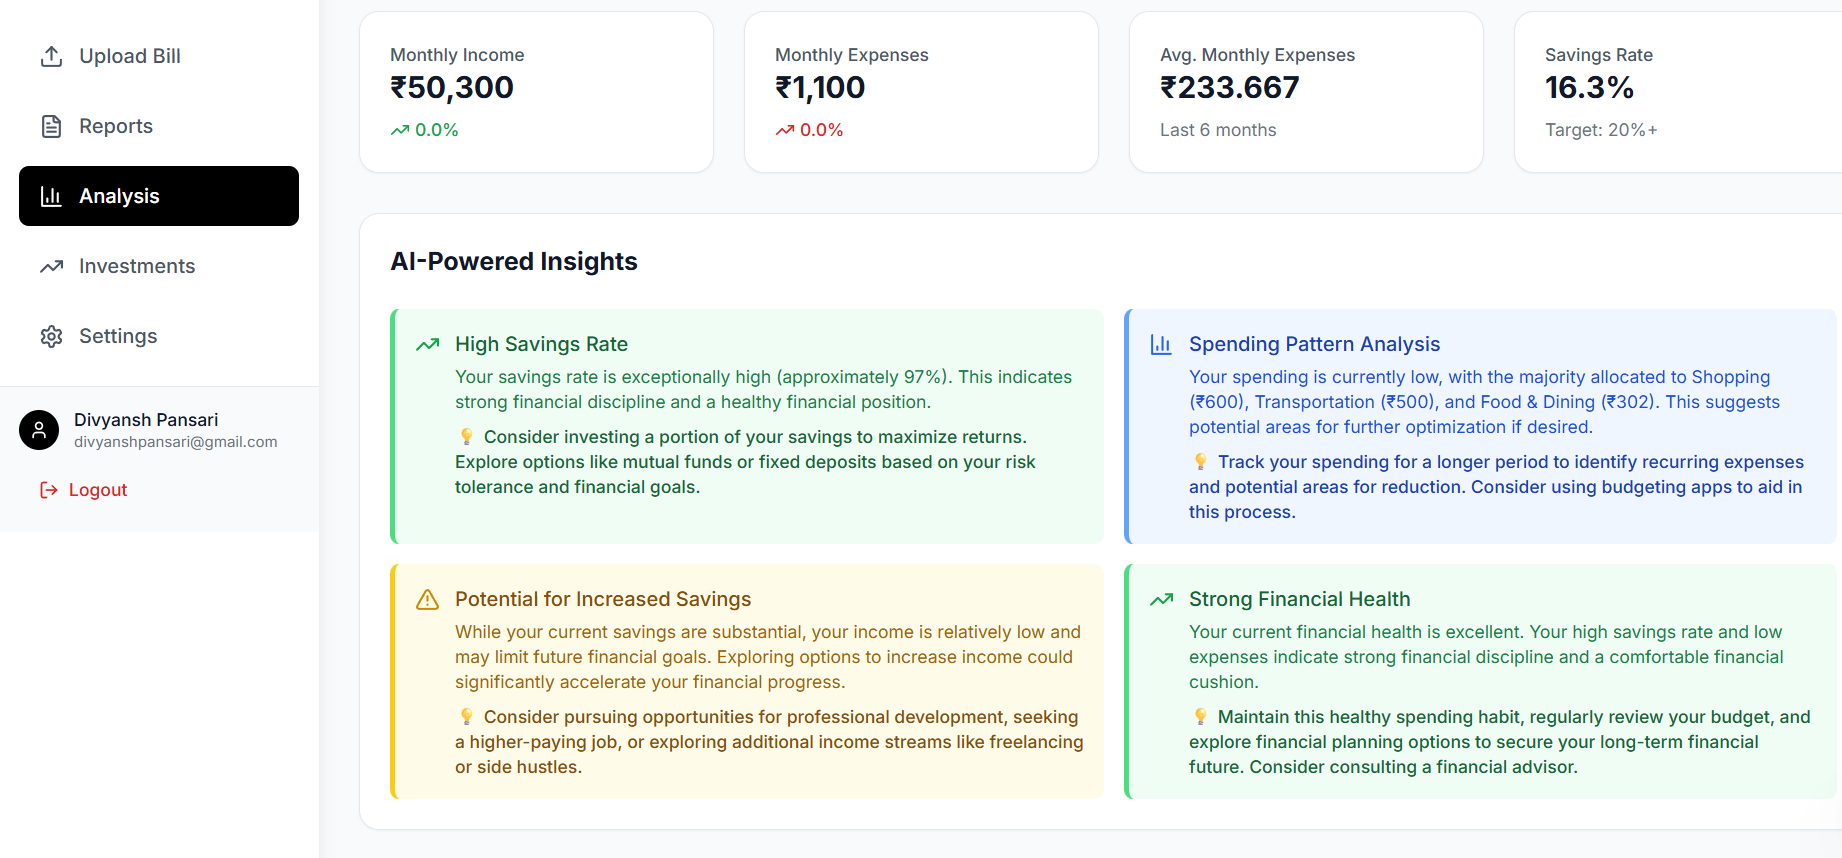 Upload Bill
Reports
Analysis
Investments
Settings
Divyansh Pansari
divyanshpansari@gmail.com
Logout
Monthly Income
₹50,300
0.0%
Monthly Expenses
₹1,100
0.0%
Avg. Monthly Expenses
₹233.667
Last 6 months
Savings Rate
16.3%
Target: 20%+
AI-Powered Insights
High Savings Rate
Your savings rate is exceptionally high (approximately 97%). This indicates
strong financial discipline and a healthy financial position.
💡 Consider investing a portion of your savings to maximize returns.
Explore options like mutual funds or fixed deposits based on your risk
tolerance and financial goals.
Spending Pattern Analysis
Your spending is currently low, with the majority allocated to Shopping
(₹600), Transportation (₹500), and Food & Dining (₹302). This suggests
potential areas for further optimization if desired.
💡 Track your spending for a longer period to identify recurring expenses
and potential areas for reduction. Consider using budgeting apps to aid in
this process.
Potential for Increased Savings
While your current savings are substantial, your income is relatively low and
may limit future financial goals. Exploring options to increase income could
significantly accelerate your financial progress.
💡 Consider pursuing opportunities for professional development, seeking
a higher-paying job, or exploring additional income streams like freelancing
or side hustles.
Strong Financial Health
Your current financial health is excellent. Your high savings rate and low
expenses indicate strong financial discipline and a comfortable financial
cushion.
💡 Maintain this healthy spending habit, regularly review your budget, and
explore financial planning options to secure your long-term financial
future. Consider consulting a financial advisor.